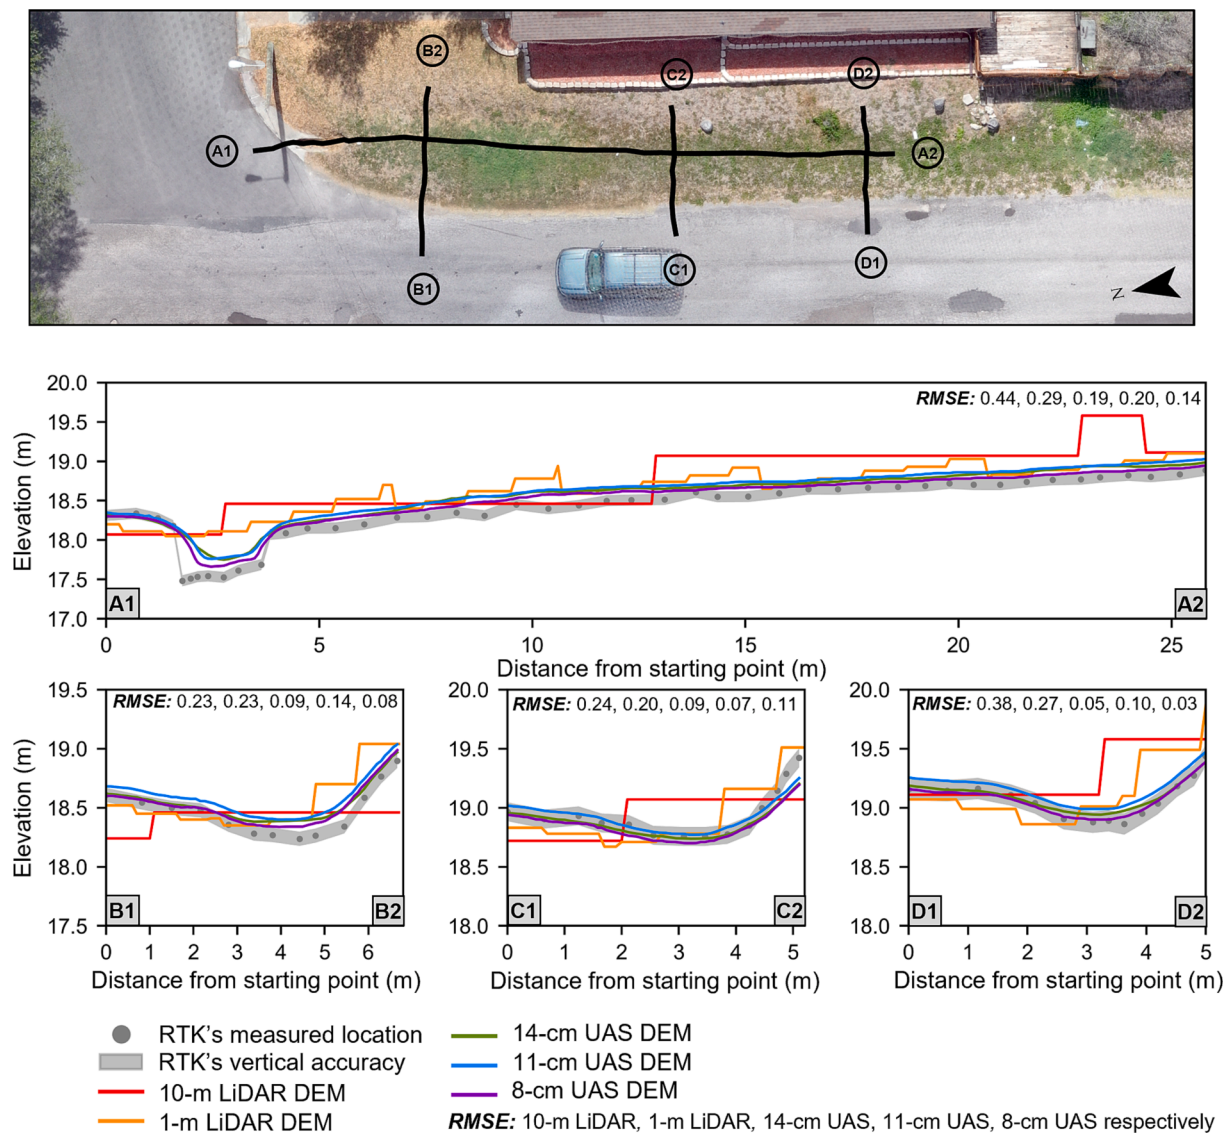 B2
C2
D2
A1
A2
B1
C1
D1
N
20.0
19.5
19.0
18.5
18.0
17.5
17.0
Elevation (m)
RMSE: 0.44, 0.29, 0.19, 0.20, 0.14
A1
A2
0 5 10 15 20 25
Distance from starting point (m)
19.5
19.0
18.5
18.0
17.5
Elevation (m)
RMSE: 0.23, 0.23, 0.09, 0.14, 0.08
B1
B2
0 1 2 3 4 5 6
Distance from starting point (m)
20.0
19.5
19.0
18.5
18.0
RMSE: 0.24, 0.20, 0.09, 0.07, 0.11
C1
C2
0 1 2 3 4 5
Distance from starting point (m)
20.0
19.5
19.0
18.5
18.0
RMSE: 0.38, 0.27, 0.05, 0.10, 0.03
D1
D2
0 1 2 3 4 5
Distance from starting point (m)
RTK's measured location
RTK's vertical accuracy
10-m LiDAR DEM
1-m LiDAR DEM
14-cm UAS DEM
11-cm UAS DEM
8-cm UAS DEM
RMSE: 10-m LiDAR, 1-m LiDAR, 14-cm UAS, 11-cm UAS, 8-cm UAS respectively